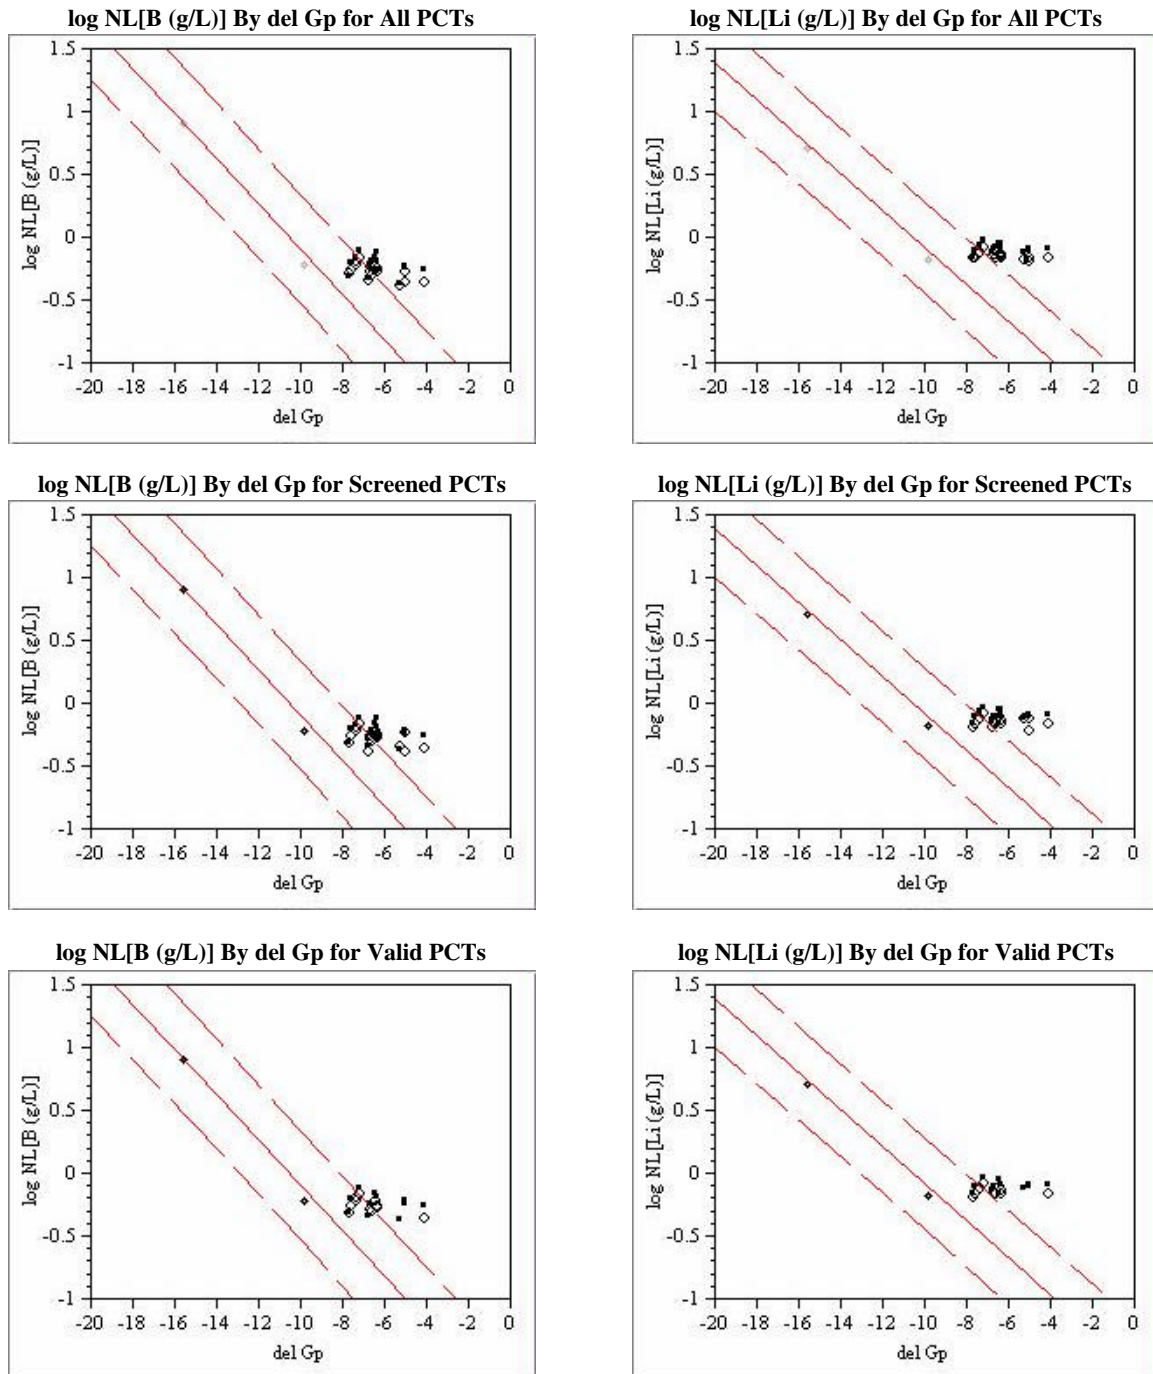 log NL[B (g/L)] By del Gp for All PCTs
1.5
1
0.5
0
-0.5
-1
log NL[B (g/L)]
-20 -18 -16 -14 -12 -10 -8 -6 -4 -2 0
del Gp
log NL[Li (g/L)] By del Gp for All PCTs
1.5
1
0.5
0
-0.5
-1
log NL[Li (g/L)]
-20 -18 -16 -14 -12 -10 -8 -6 -4 -2 0
del Gp
log NL[B (g/L)] By del Gp for Screened PCTs
1.5
1
0.5
0
-0.5
-1
log NL[B (g/L)]
-20 -18 -16 -14 -12 -10 -8 -6 -4 -2 0
del Gp
log NL[Li (g/L)] By del Gp for Screened PCTs
1.5
1
0.5
0
-0.5
-1
log NL[Li (g/L)]
-20 -18 -16 -14 -12 -10 -8 -6 -4 -2 0
del Gp
log NL[B (g/L)] By del Gp for Valid PCTs
1.5
1
0.5
0
-0.5
-1
log NL[B (g/L)]
-20 -18 -16 -14 -12 -10 -8 -6 -4 -2 0
del Gp
log NL[Li (g/L)] By del Gp for Valid PCTs
1.5
1
0.5
0
-0.5
-1
log NL[Li (g/L)]
-20 -18 -16 -14 -12 -10 -8 -6 -4 -2 0
del Gp